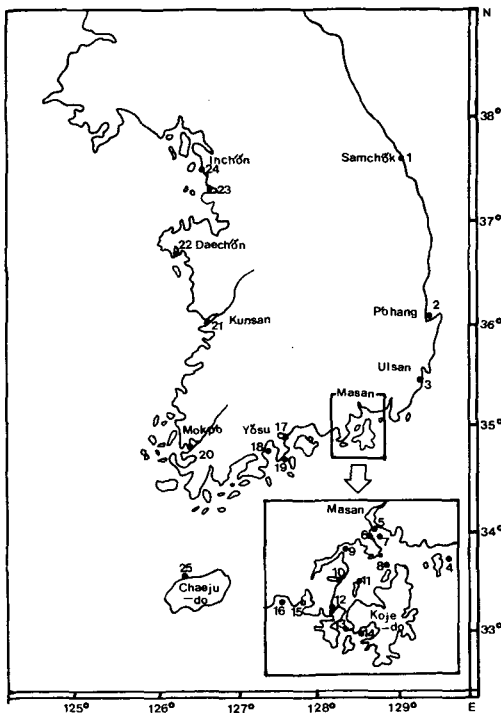 N
38°
Inchŏn
24
23
Samchŏk 1
37°
22 Daechŏn
2
Pohang
36°
21
Kunsan
Ulsan
3
Masan
35°
Mokpo
20
Yŏsu 17
18
19
34°
Masan
5
6 7
9
8
4
10
11
25
Chaeju
-do
16 15
12
Koje
-do
13 14
33°
125° 126° 127° 128° 129° E